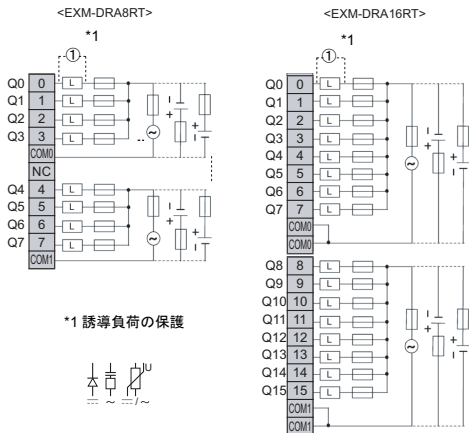 <EXM-DRA8RT>
*1
①
Q0 0 L
Q1 1 L
Q2 2 L
Q3 3 L
COM0
NC
Q4 4 L
Q5 5 L
Q6 6 L
Q7 7 L
COM1
*1 誘導負荷の保護
U
<EXM-DRA16RT>
*1
①
Q0 0 L
Q1 1 L
Q2 2 L
Q3 3 L
Q4 4 L
Q5 5 L
Q6 6 L
Q7 7 L
COM0
COM0
Q8 8 L
Q9 9 L
Q10 10 L
Q11 11 L
Q12 12 L
Q13 13 L
Q14 14 L
Q15 15 L
COM1
COM1